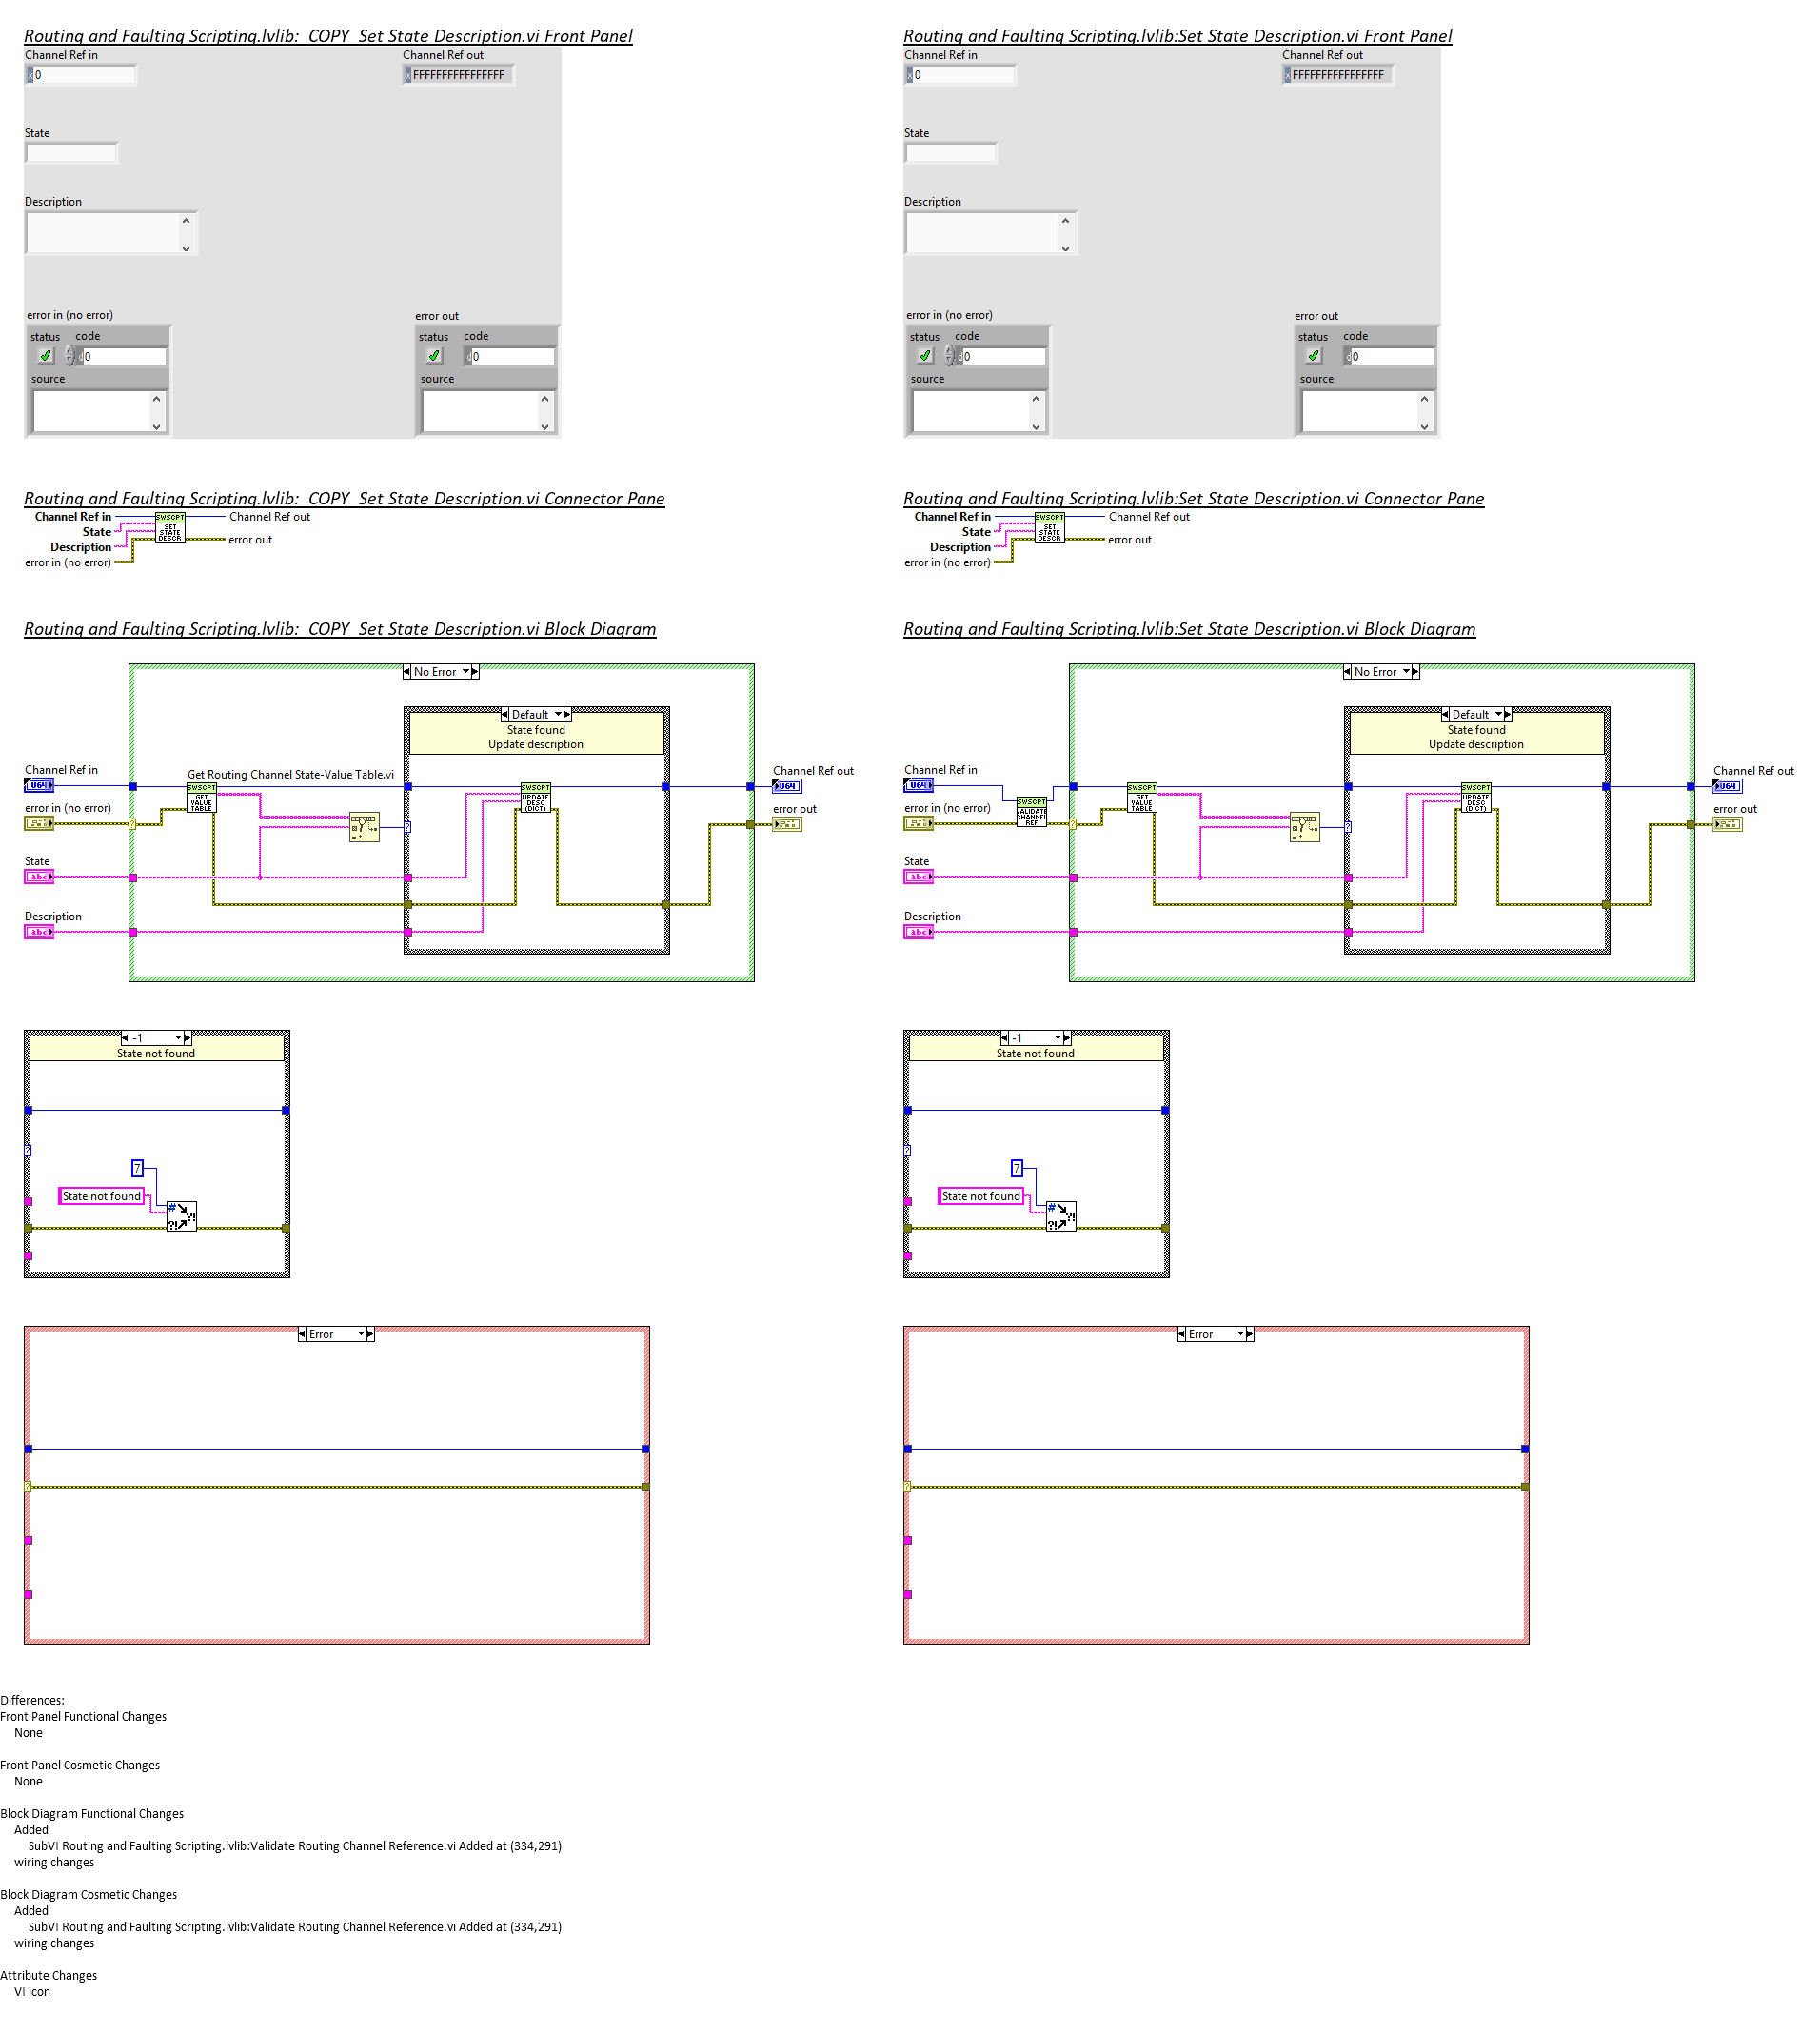 Routing and Faulting Scripting.lvlib:  COPY  Set State Description.vi Front Panel
Channel Ref in
x 0
Channel Ref out
x FFFFFFFFFFFFFFFF
State
Description
error in (no error)
status
code
d 0
source
error out
status
code
d 0
source
Routing and Faulting Scripting.lvlib:Set State Description.vi Front Panel
Channel Ref in
x 0
Channel Ref out
x FFFFFFFFFFFFFFFF
State
Description
error in (no error)
status
code
d 0
source
error out
status
code
d 0
source
Routing and Faulting Scripting.lvlib:  COPY  Set State Description.vi Connector Pane
Channel Ref in
State
Description
error in (no error)
SWSCPT
SET
STATE
DESCR
Channel Ref out
error out
Routing and Faulting Scripting.lvlib:Set State Description.vi Connector Pane
Channel Ref in
State
Description
error in (no error)
SWSCPT
SET
STATE
DESCR
Channel Ref out
error out
Routing and Faulting Scripting.lvlib:  COPY  Set State Description.vi Block Diagram
No Error
Default
State found
Update description
Channel Ref in
U64
error in (no error)
State
abc
Description
abc
Get Routing Channel State-Value Table.vi
SWSCPT
GET
VALUE
TABLE
SWSCPT
UPDATE
DESC
(DICT)
Channel Ref out
U64
error out
-1
State not found
7
State not found
Error
Routing and Faulting Scripting.lvlib:Set State Description.vi Block Diagram
No Error
Default
State found
Update description
Channel Ref in
U64
error in (no error)
State
abc
Description
abc
SWSCPT
VALIDATE
CHANNEL
REF
SWSCPT
GET
VALUE
TABLE
SWSCPT
UPDATE
DESC
(DICT)
Channel Ref out
U64
error out
-1
State not found
7
State not found
Error
Differences:
Front Panel Functional Changes
None
Front Panel Cosmetic Changes
None
Block Diagram Functional Changes
Added
SubVI Routing and Faulting Scripting.lvlib:Validate Routing Channel Reference.vi Added at (334,291)
wiring changes
Block Diagram Cosmetic Changes
Added
SubVI Routing and Faulting Scripting.lvlib:Validate Routing Channel Reference.vi Added at (334,291)
wiring changes
Attribute Changes
VI icon